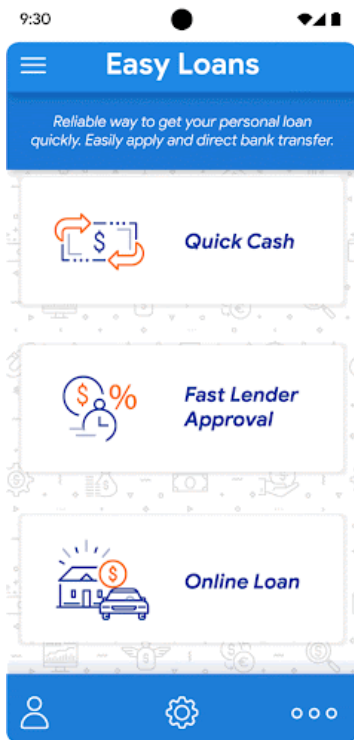 9:30
Easy Loans
Reliable way to get your personal loan
quickly. Easily apply and direct bank transfer.
$
Quick Cash
$ %
Fast Lender
Approval
$
Online Loan